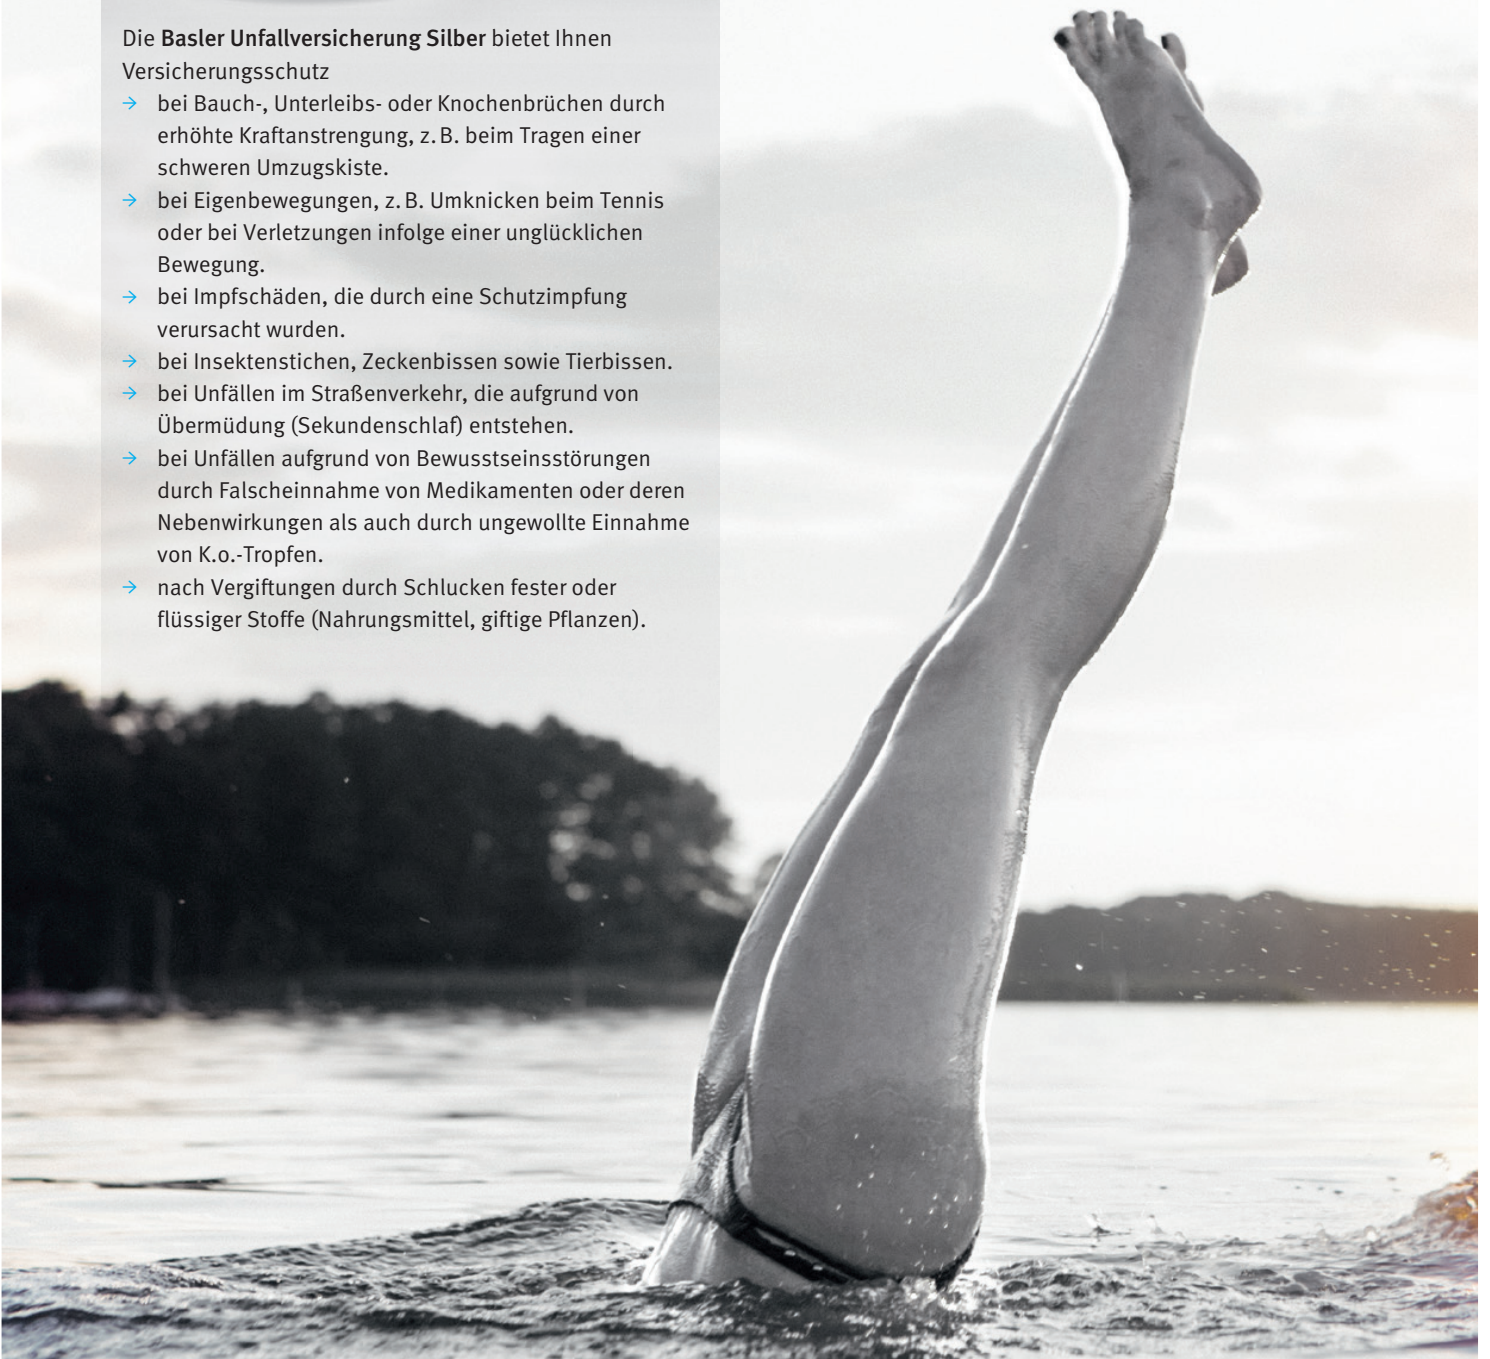 Die Basler Unfallversicherung Silber bietet Ihnen
Versicherungsschutz
→ bei Bauch-, Unterleibs- oder Knochenbrüchen durch
erhöhte Kraftanstrengung, z. B. beim Tragen einer
schweren Umzugskiste.
→ bei Eigenbewegungen, z. B. Umknicken beim Tennis
oder bei Verletzungen infolge einer unglücklichen
Bewegung.
→ bei Impfschäden, die durch eine Schutzimpfung
verursacht wurden.
→ bei Insektenstichen, Zeckenbissen sowie Tierbissen.
→ bei Unfällen im Straßenverkehr, die aufgrund von
Übermüdung (Sekundenschlaf) entstehen.
→ bei Unfällen aufgrund von Bewusstseinsstörungen
durch Falscheinnahme von Medikamenten oder deren
Nebenwirkungen als auch durch ungewollte Einnahme
von K.o.-Tropfen.
→ nach Vergiftungen durch Schlucken fester oder
flüssiger Stoffe (Nahrungsmittel, giftige Pflanzen).